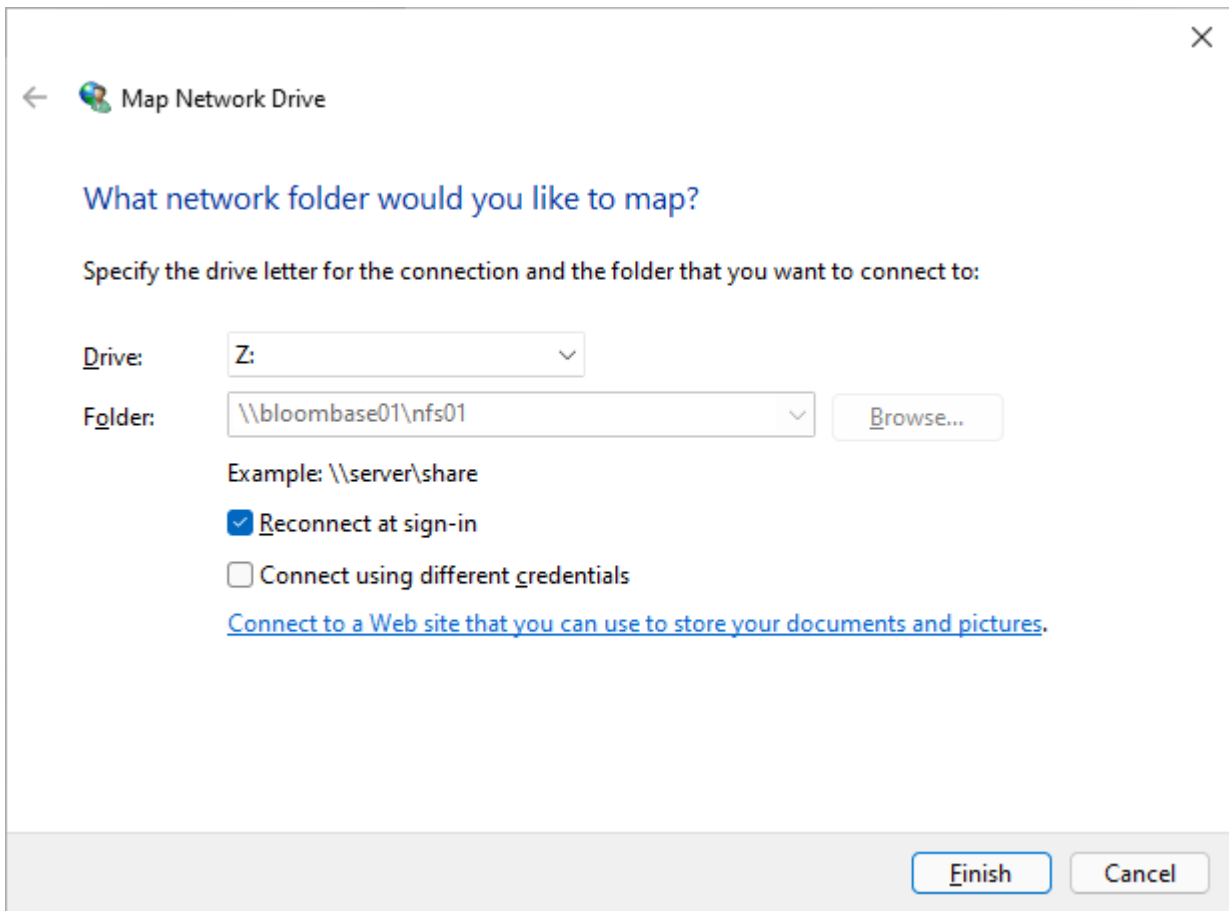 Map Network Drive
What network folder would you like to map?
Specify the drive letter for the connection and the folder that you want to connect to:
Drive: Z:
Folder: \\bloombase01\nfs01 Browse...
Example: \\server\share
Reconnect at sign-in
Connect using different credentials
Connect to a Web site that you can use to store your documents and pictures.
Finish Cancel